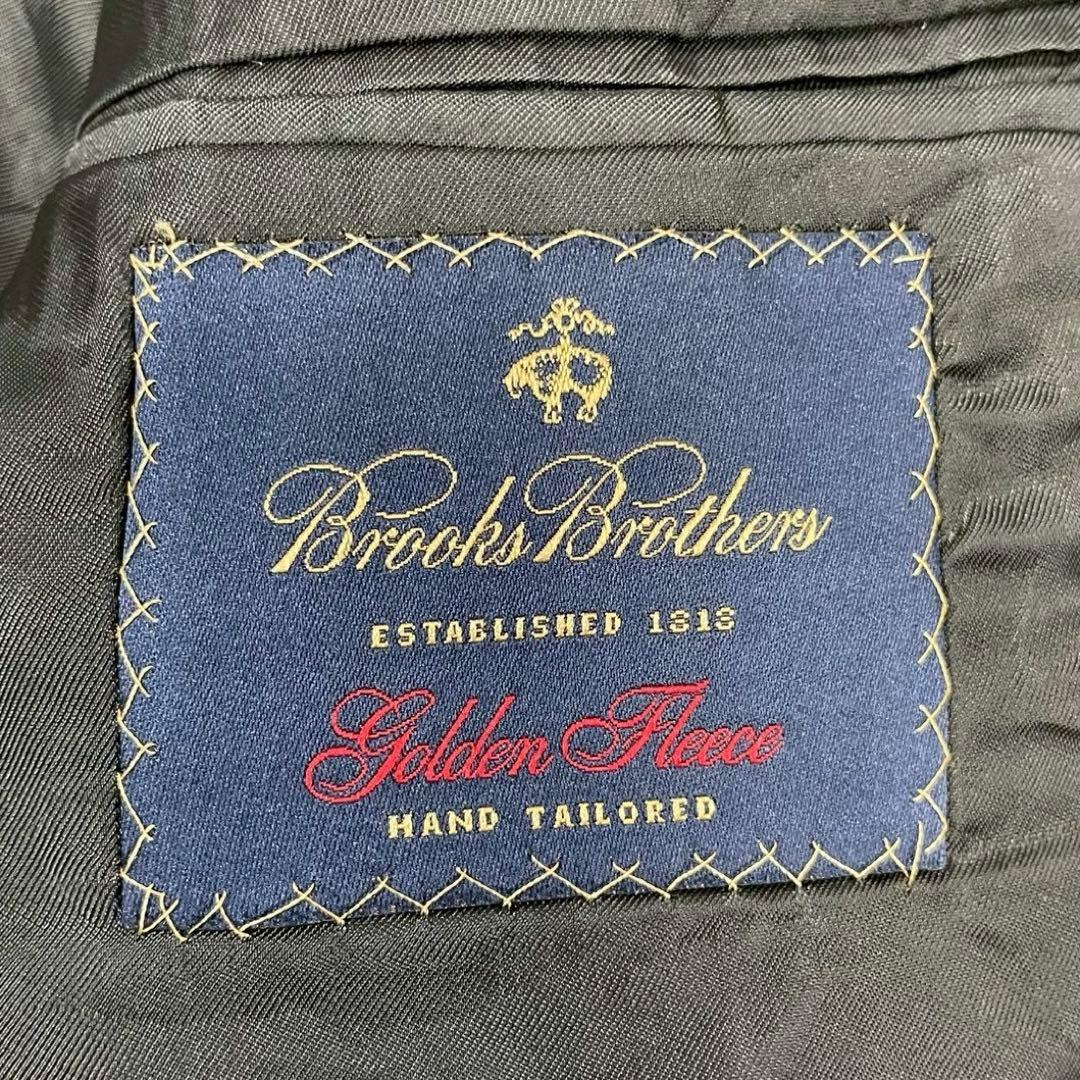 Brooks Brothers
ESTABLISHED 1818
Golden Fleece
HAND TAILORED